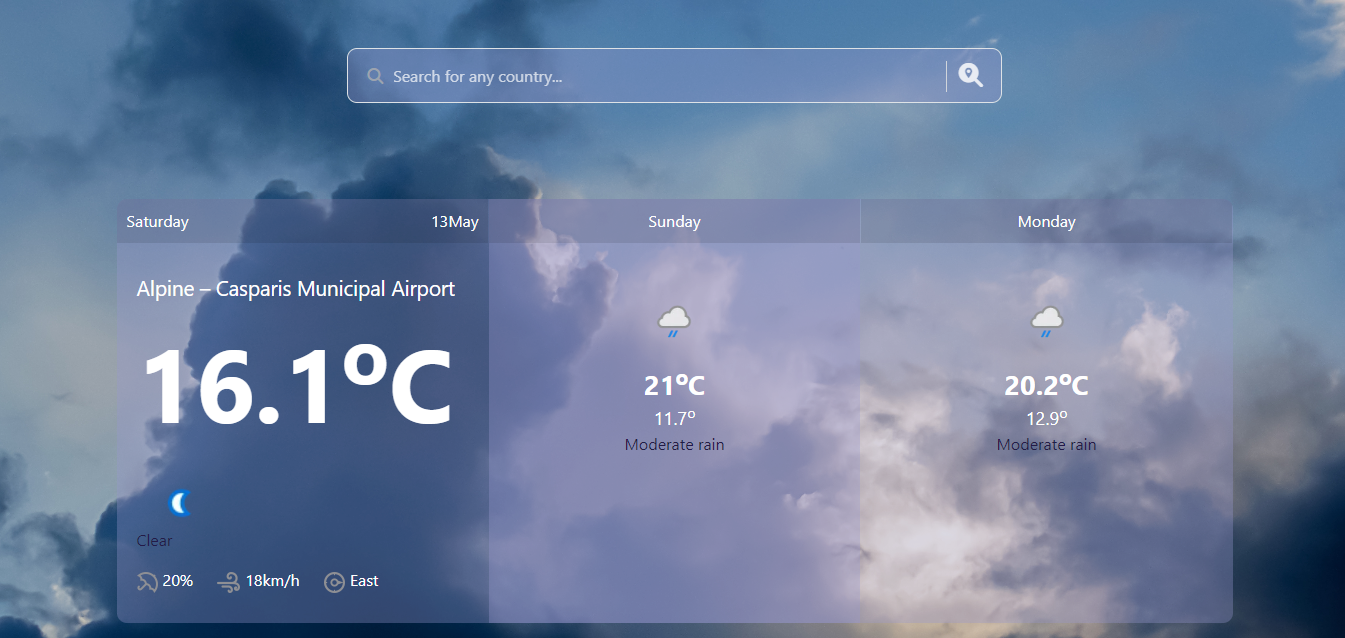 Search for any country...
Saturday
13May
Alpine – Casparis Municipal Airport
16.1°C
Clear
20%
18km/h
East
Sunday
21°C
11.7°
Moderate rain
Monday
20.2°C
12.9°
Moderate rain